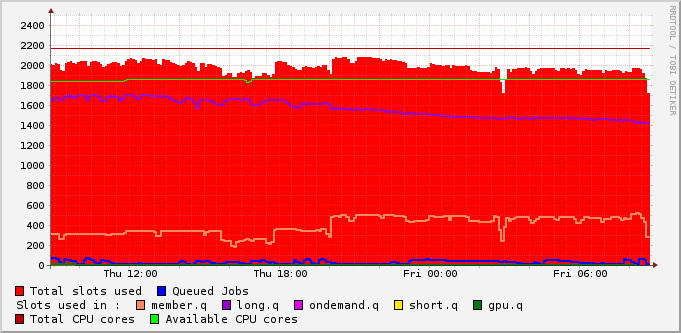 RRDTOOL / TOBI OETIKER
2400
2200
2000
1800
1600
1400
1200
1000
800
600
400
200
0
Thu 12:00 Thu 18:00 Fri 00:00 Fri 06:00
Total slots used Queued Jobs
Slots used in : member.q long.q ondemand.q short.q gpu.q
Total CPU cores Available CPU cores